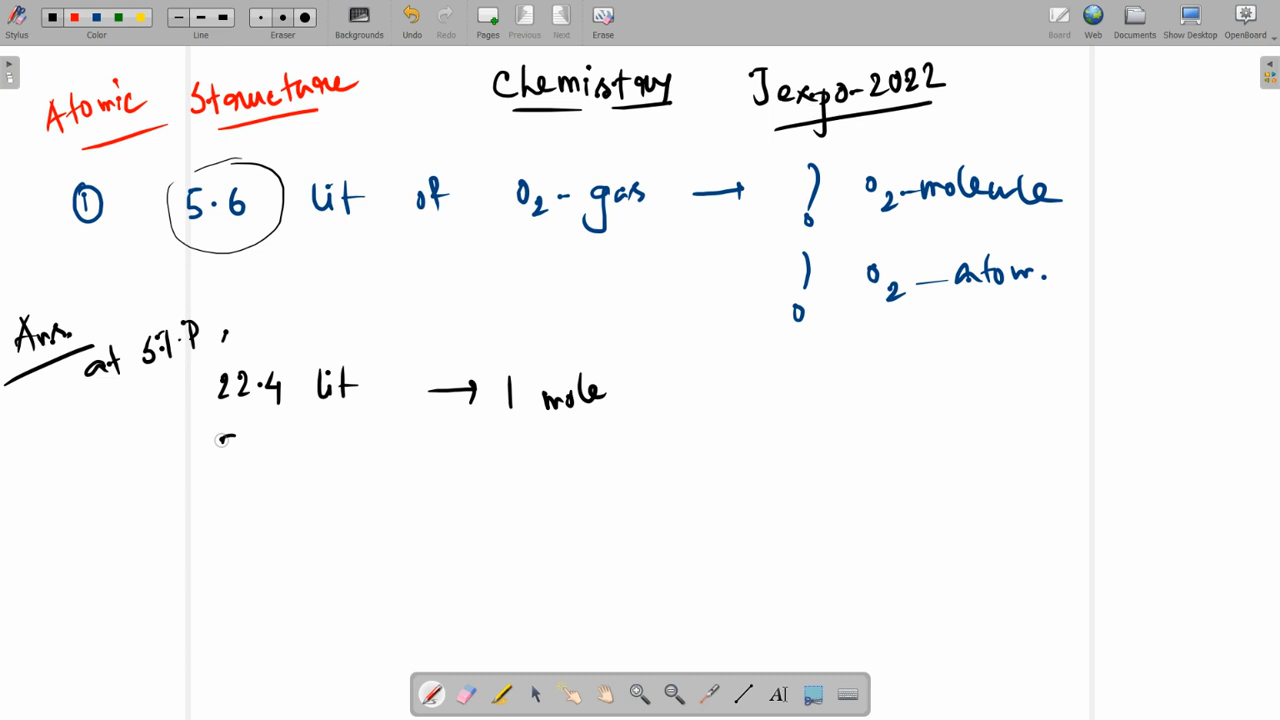 Stylus Color Line Eraser Backgrounds Undo Redo Pages Previous Next Erase Board Web Documents Show Desktop OpenBoard
Atomic Structure Chemistry Jexpo-2022
① 5.6 lit of O₂-gas → ? O₂-molecule
? O₂-atom.
Ans. at S.T.P,
22.4 lit → 1 mole